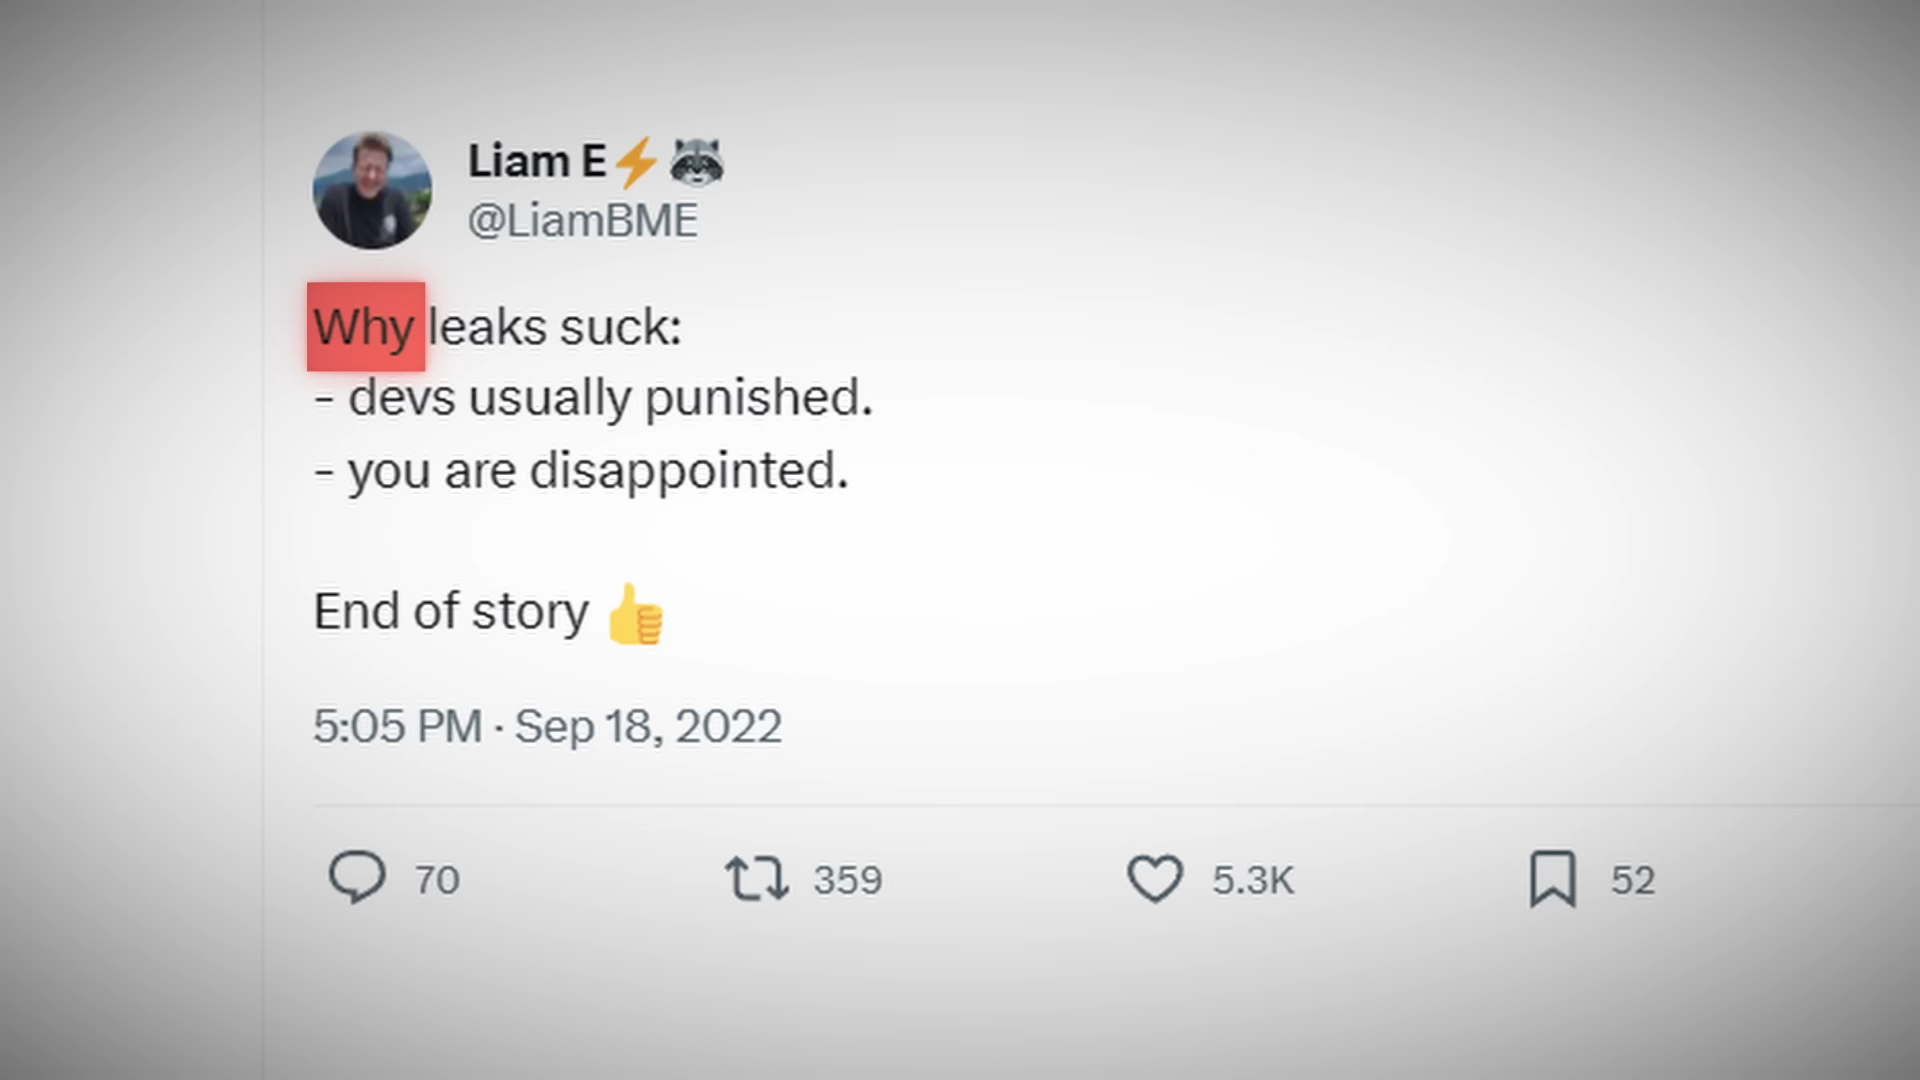 Liam E⚡🦝
@LiamBME
Why leaks suck:
- devs usually punished.
- you are disappointed.
End of story 👍
5:05 PM · Sep 18, 2022
70 359 5.3K 52